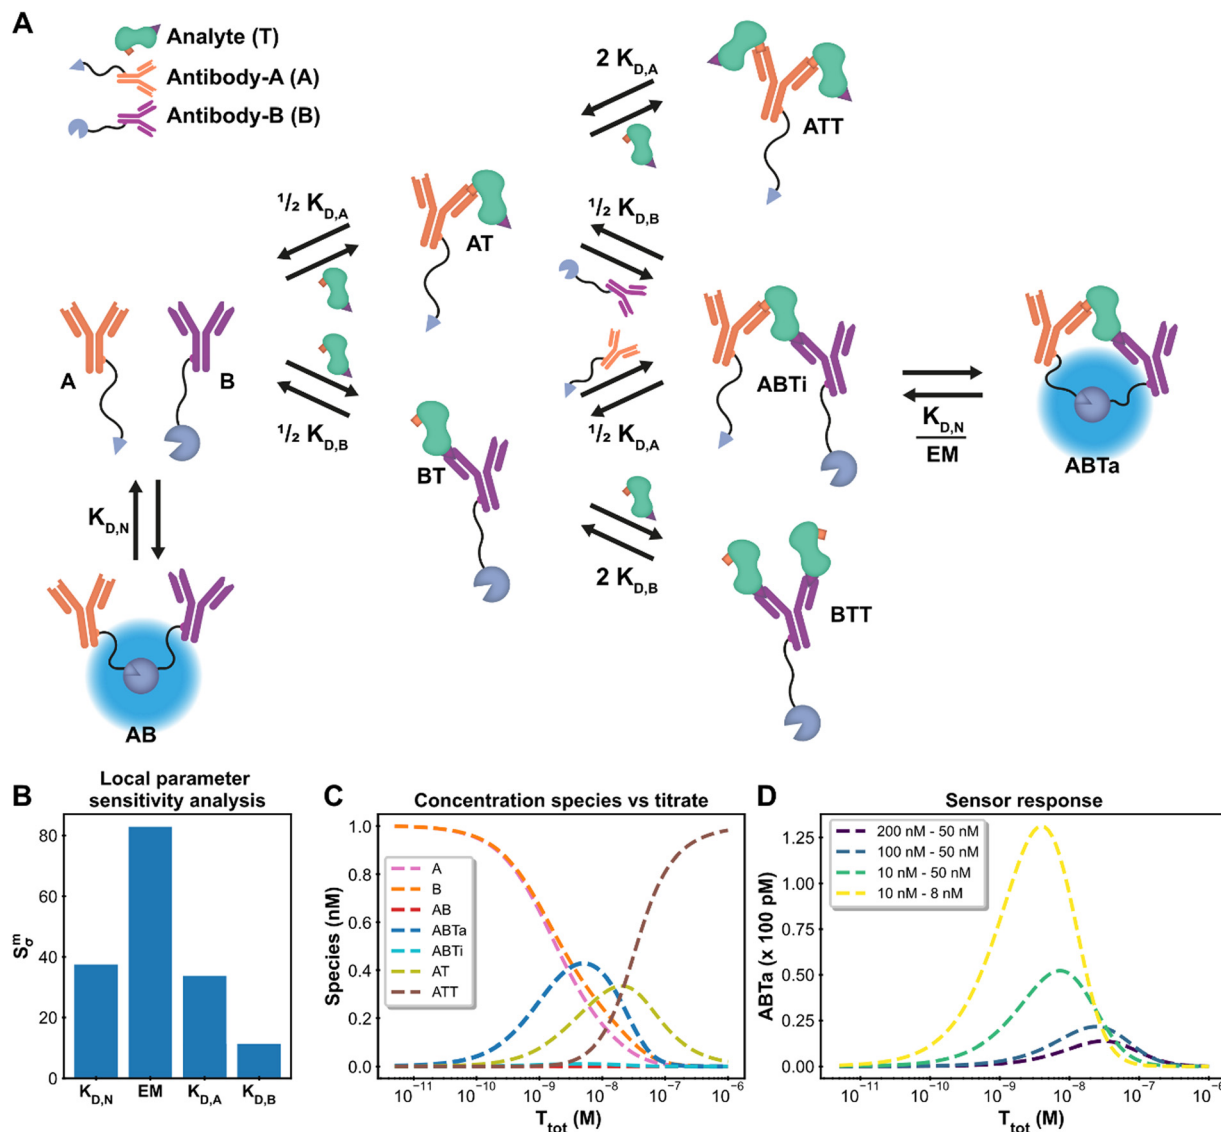 A
Analyte (T)
Antibody-A (A)
Antibody-B (B)
2 K_D,A
ATT
½ K_D,A
½ K_D,B
AT
A
B
ABTi
K_D,N
EM
ABTa
½ K_D,B
½ K_D,A
BT
K_D,N
2 K_D,B
BTT
AB
B
Local parameter
sensitivity analysis
S_σ^m
80
60
40
20
0
K_D,N
EM
K_D,A
K_D,B
C
Concentration species vs titrate
Species (nM)
1.0
0.8
0.6
0.4
0.2
0.0
A
B
AB
ABTa
ABTi
AT
ATT
10⁻¹¹
10⁻¹⁰
10⁻⁹
10⁻⁸
10⁻⁷
10⁻⁶
T_tot (M)
D
Sensor response
ABTa (x 100 pM)
1.25
1.00
0.75
0.50
0.25
0.00
200 nM - 50 nM
100 nM - 50 nM
10 nM - 50 nM
10 nM - 8 nM
10⁻¹¹
10⁻¹⁰
10⁻⁹
10⁻⁸
10⁻⁷
10⁻⁶
T_tot (M)